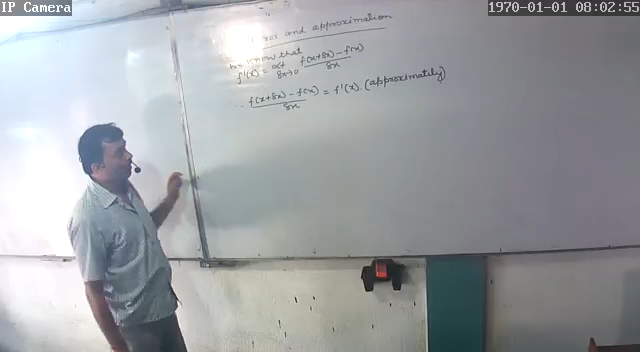 IP Camera
1970-01-01 08:02:55
Error and approximation
we know that
f'(x) = Lt δx→0 f(x+δx) - f(x) / δx
∴ f(x+δx) - f(x) / δx = f'(x). (approximately)